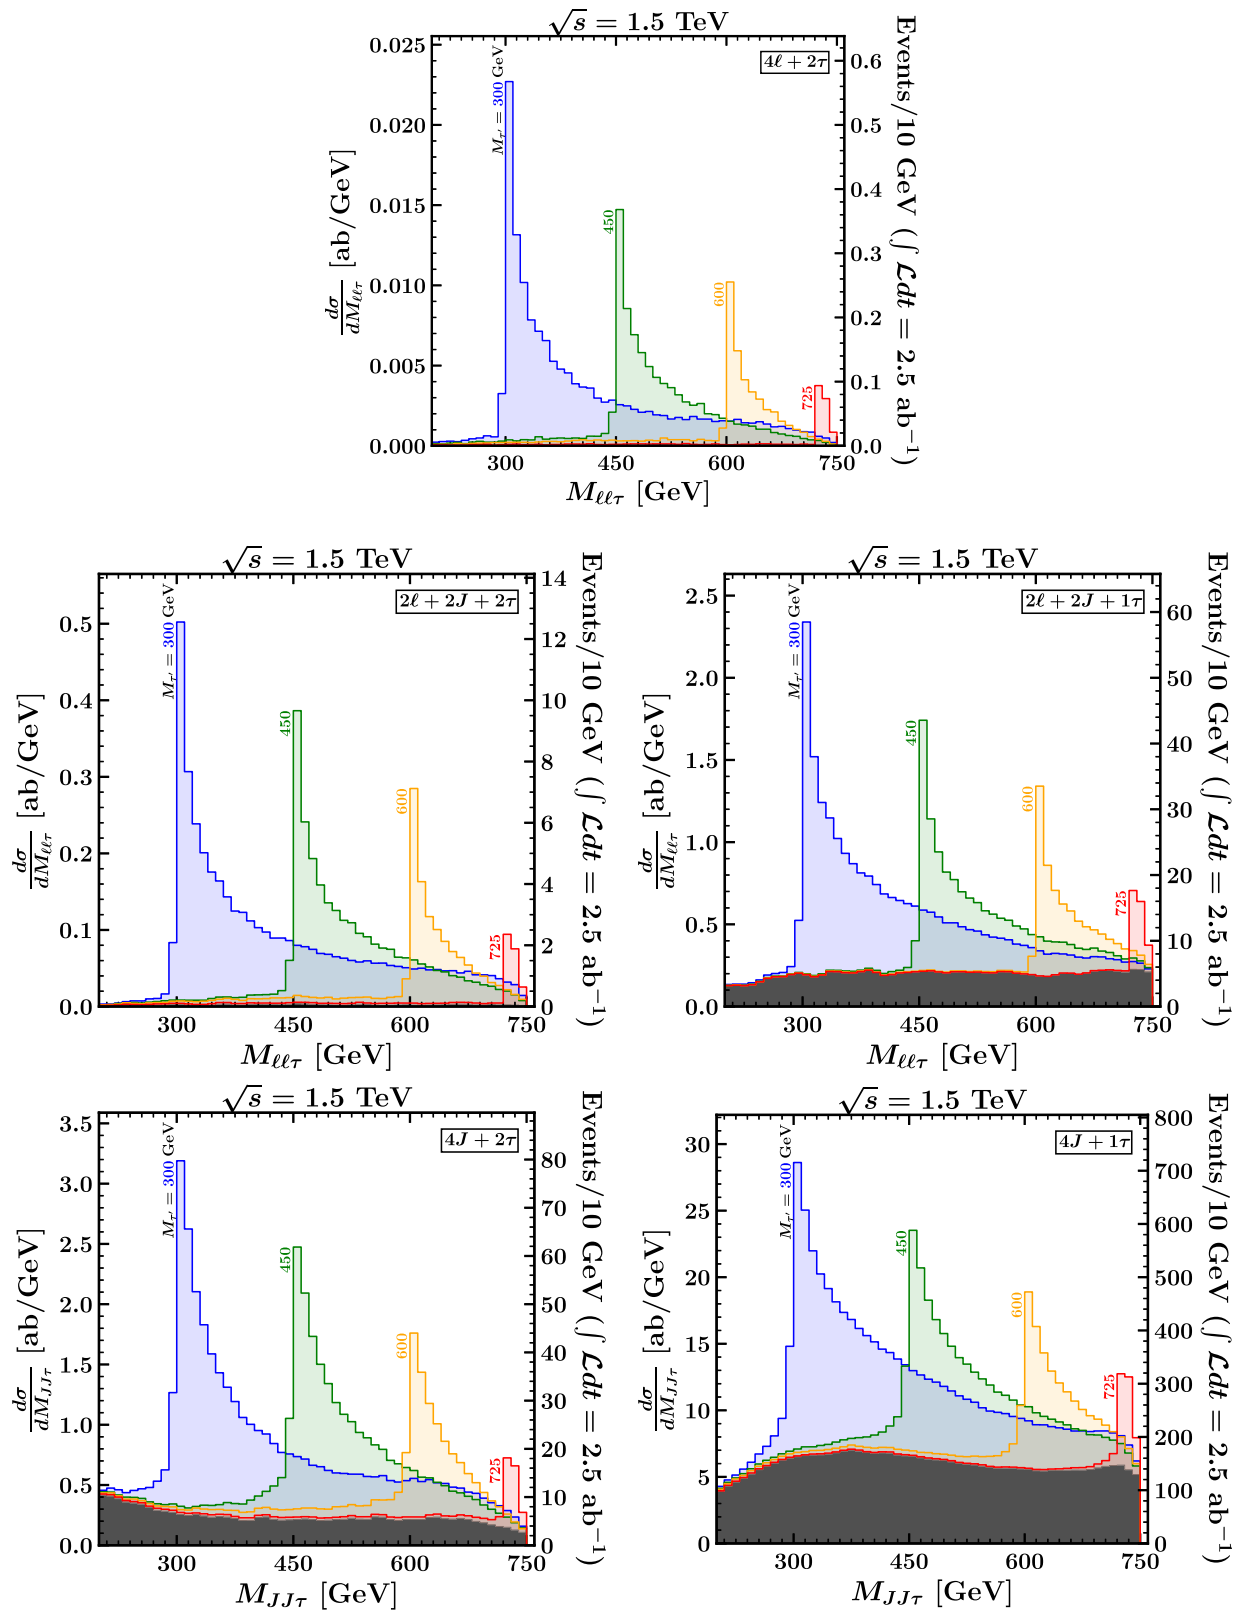 √s = 1.5 TeV
4ℓ + 2τ
M_τ′ = 300 GeV
450
600
725
0.025
0.020
0.015
0.010
0.005
0.000
dσ/dM_ℓℓτ [ab/GeV]
0.6
0.5
0.4
0.3
0.2
0.1
0.0
Events/10 GeV (∫ℒdt = 2.5 ab⁻¹)
300 450 600 750
M_ℓℓτ [GeV]
√s = 1.5 TeV
2ℓ + 2J + 2τ
M_τ′ = 300 GeV
450
600
725
0.5
0.4
0.3
0.2
0.1
0.0
dσ/dM_ℓℓτ [ab/GeV]
14
12
10
8
6
4
2
0
Events/10 GeV (∫ℒdt = 2.5 ab⁻¹)
300 450 600 750
M_ℓℓτ [GeV]
√s = 1.5 TeV
2ℓ + 2J + 1τ
M_τ′ = 300 GeV
450
600
725
2.5
2.0
1.5
1.0
0.5
0.0
dσ/dM_ℓℓτ [ab/GeV]
60
50
40
30
20
10
0
Events/10 GeV (∫ℒdt = 2.5 ab⁻¹)
300 450 600 750
M_ℓℓτ [GeV]
√s = 1.5 TeV
4J + 2τ
M_τ′ = 300 GeV
450
600
725
3.5
3.0
2.5
2.0
1.5
1.0
0.5
0.0
dσ/dM_JJτ [ab/GeV]
80
70
60
50
40
30
20
10
0
Events/10 GeV (∫ℒdt = 2.5 ab⁻¹)
300 450 600 750
M_JJτ [GeV]
√s = 1.5 TeV
4J + 1τ
M_τ′ = 300 GeV
450
600
725
30
25
20
15
10
5
0
dσ/dM_JJτ [ab/GeV]
800
700
600
500
400
300
200
100
0
Events/10 GeV (∫ℒdt = 2.5 ab⁻¹)
300 450 600 750
M_JJτ [GeV]